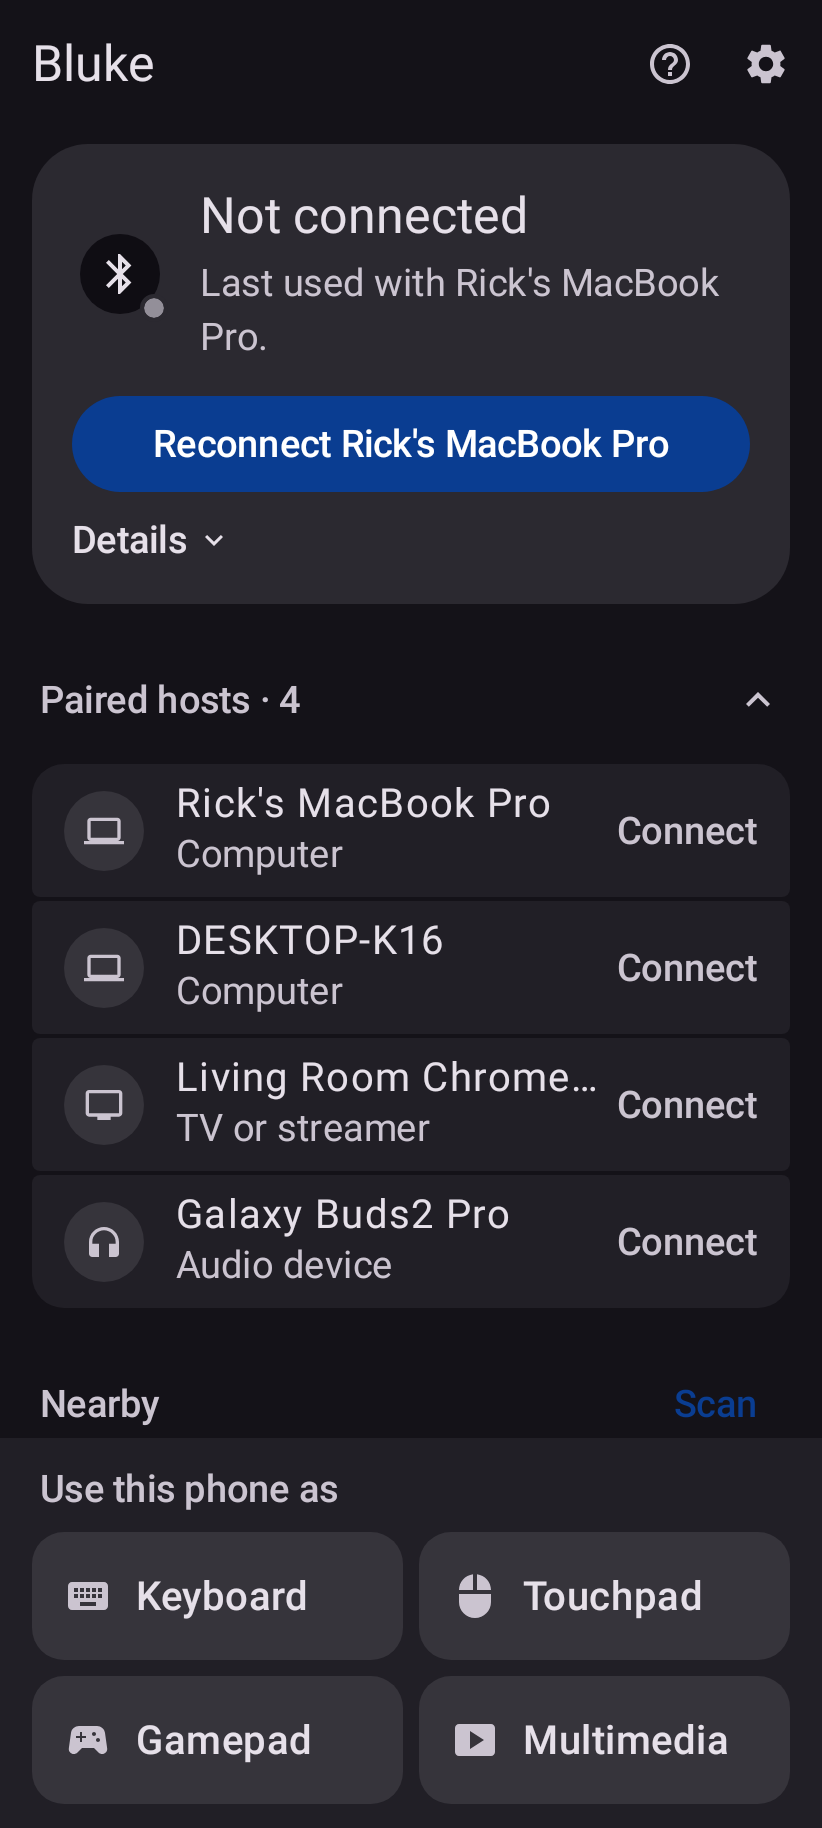 Bluke
Not connected
Last used with Rick's MacBook
Pro.
Reconnect Rick's MacBook Pro
Details
Paired hosts · 4
Rick's MacBook Pro
Computer
Connect
DESKTOP-K16
Computer
Connect
Living Room Chrome…
TV or streamer
Connect
Galaxy Buds2 Pro
Audio device
Connect
Nearby
Scan
Use this phone as
Keyboard
Touchpad
Gamepad
Multimedia